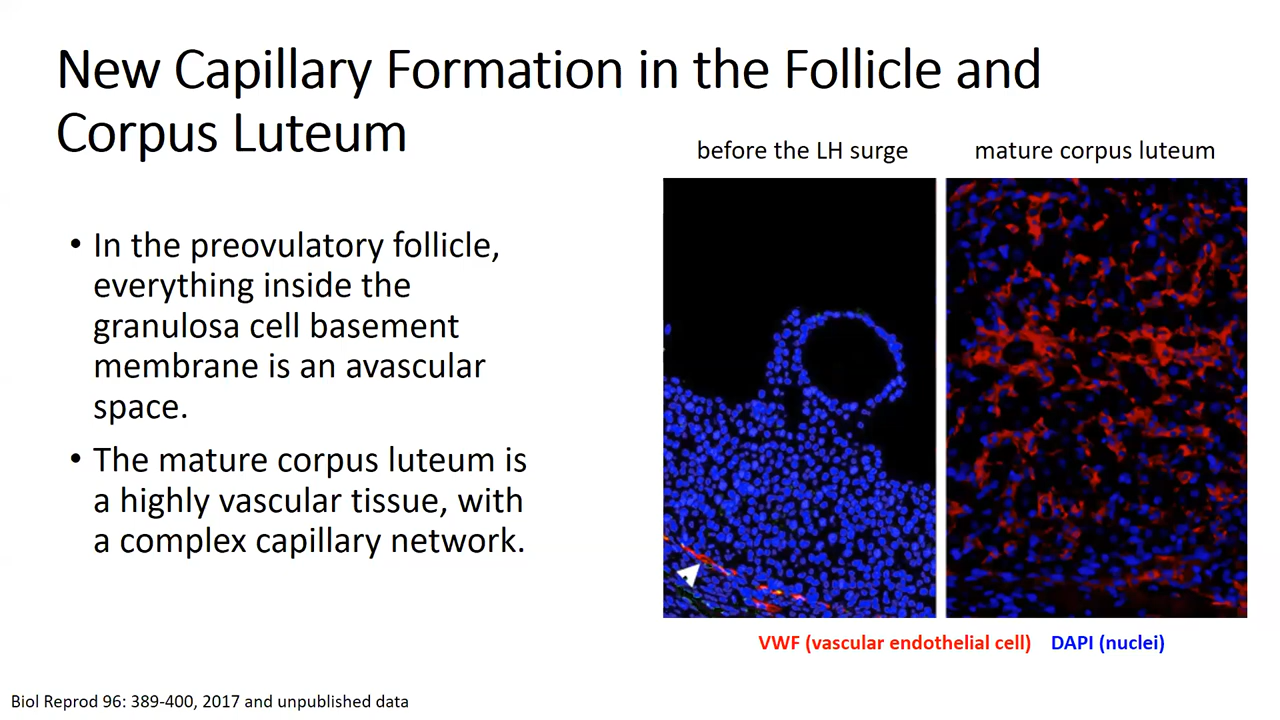 New Capillary Formation in the Follicle and
Corpus Luteum
before the LH surge
mature corpus luteum
• In the preovulatory follicle,
everything inside the
granulosa cell basement
membrane is an avascular
space.
• The mature corpus luteum is
a highly vascular tissue, with
a complex capillary network.
VWF (vascular endothelial cell) DAPI (nuclei)
Biol Reprod 96: 389-400, 2017 and unpublished data